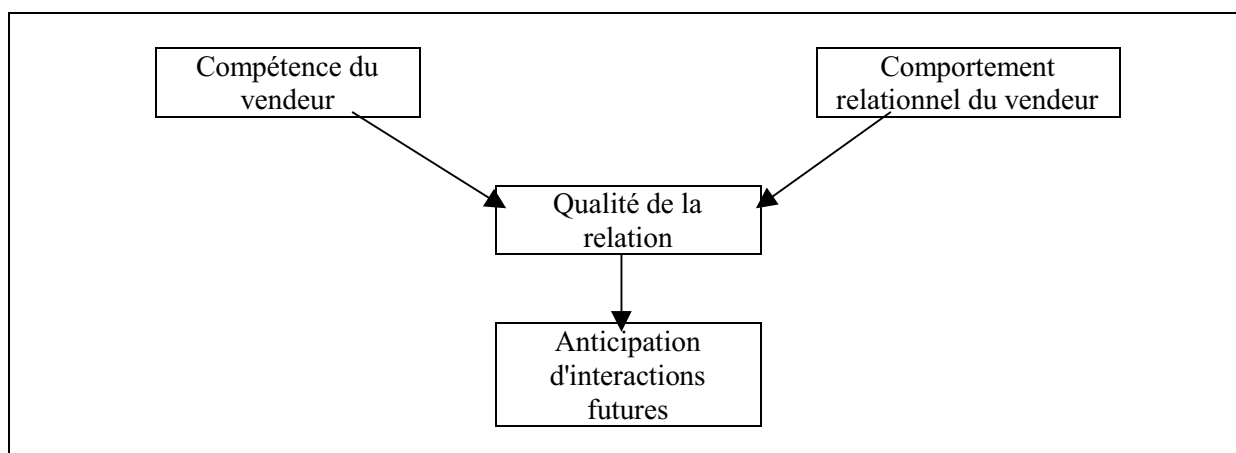 Compétence du
vendeur
Comportement
relationnel du vendeur
Qualité de la
relation
Anticipation
d'interactions
futures